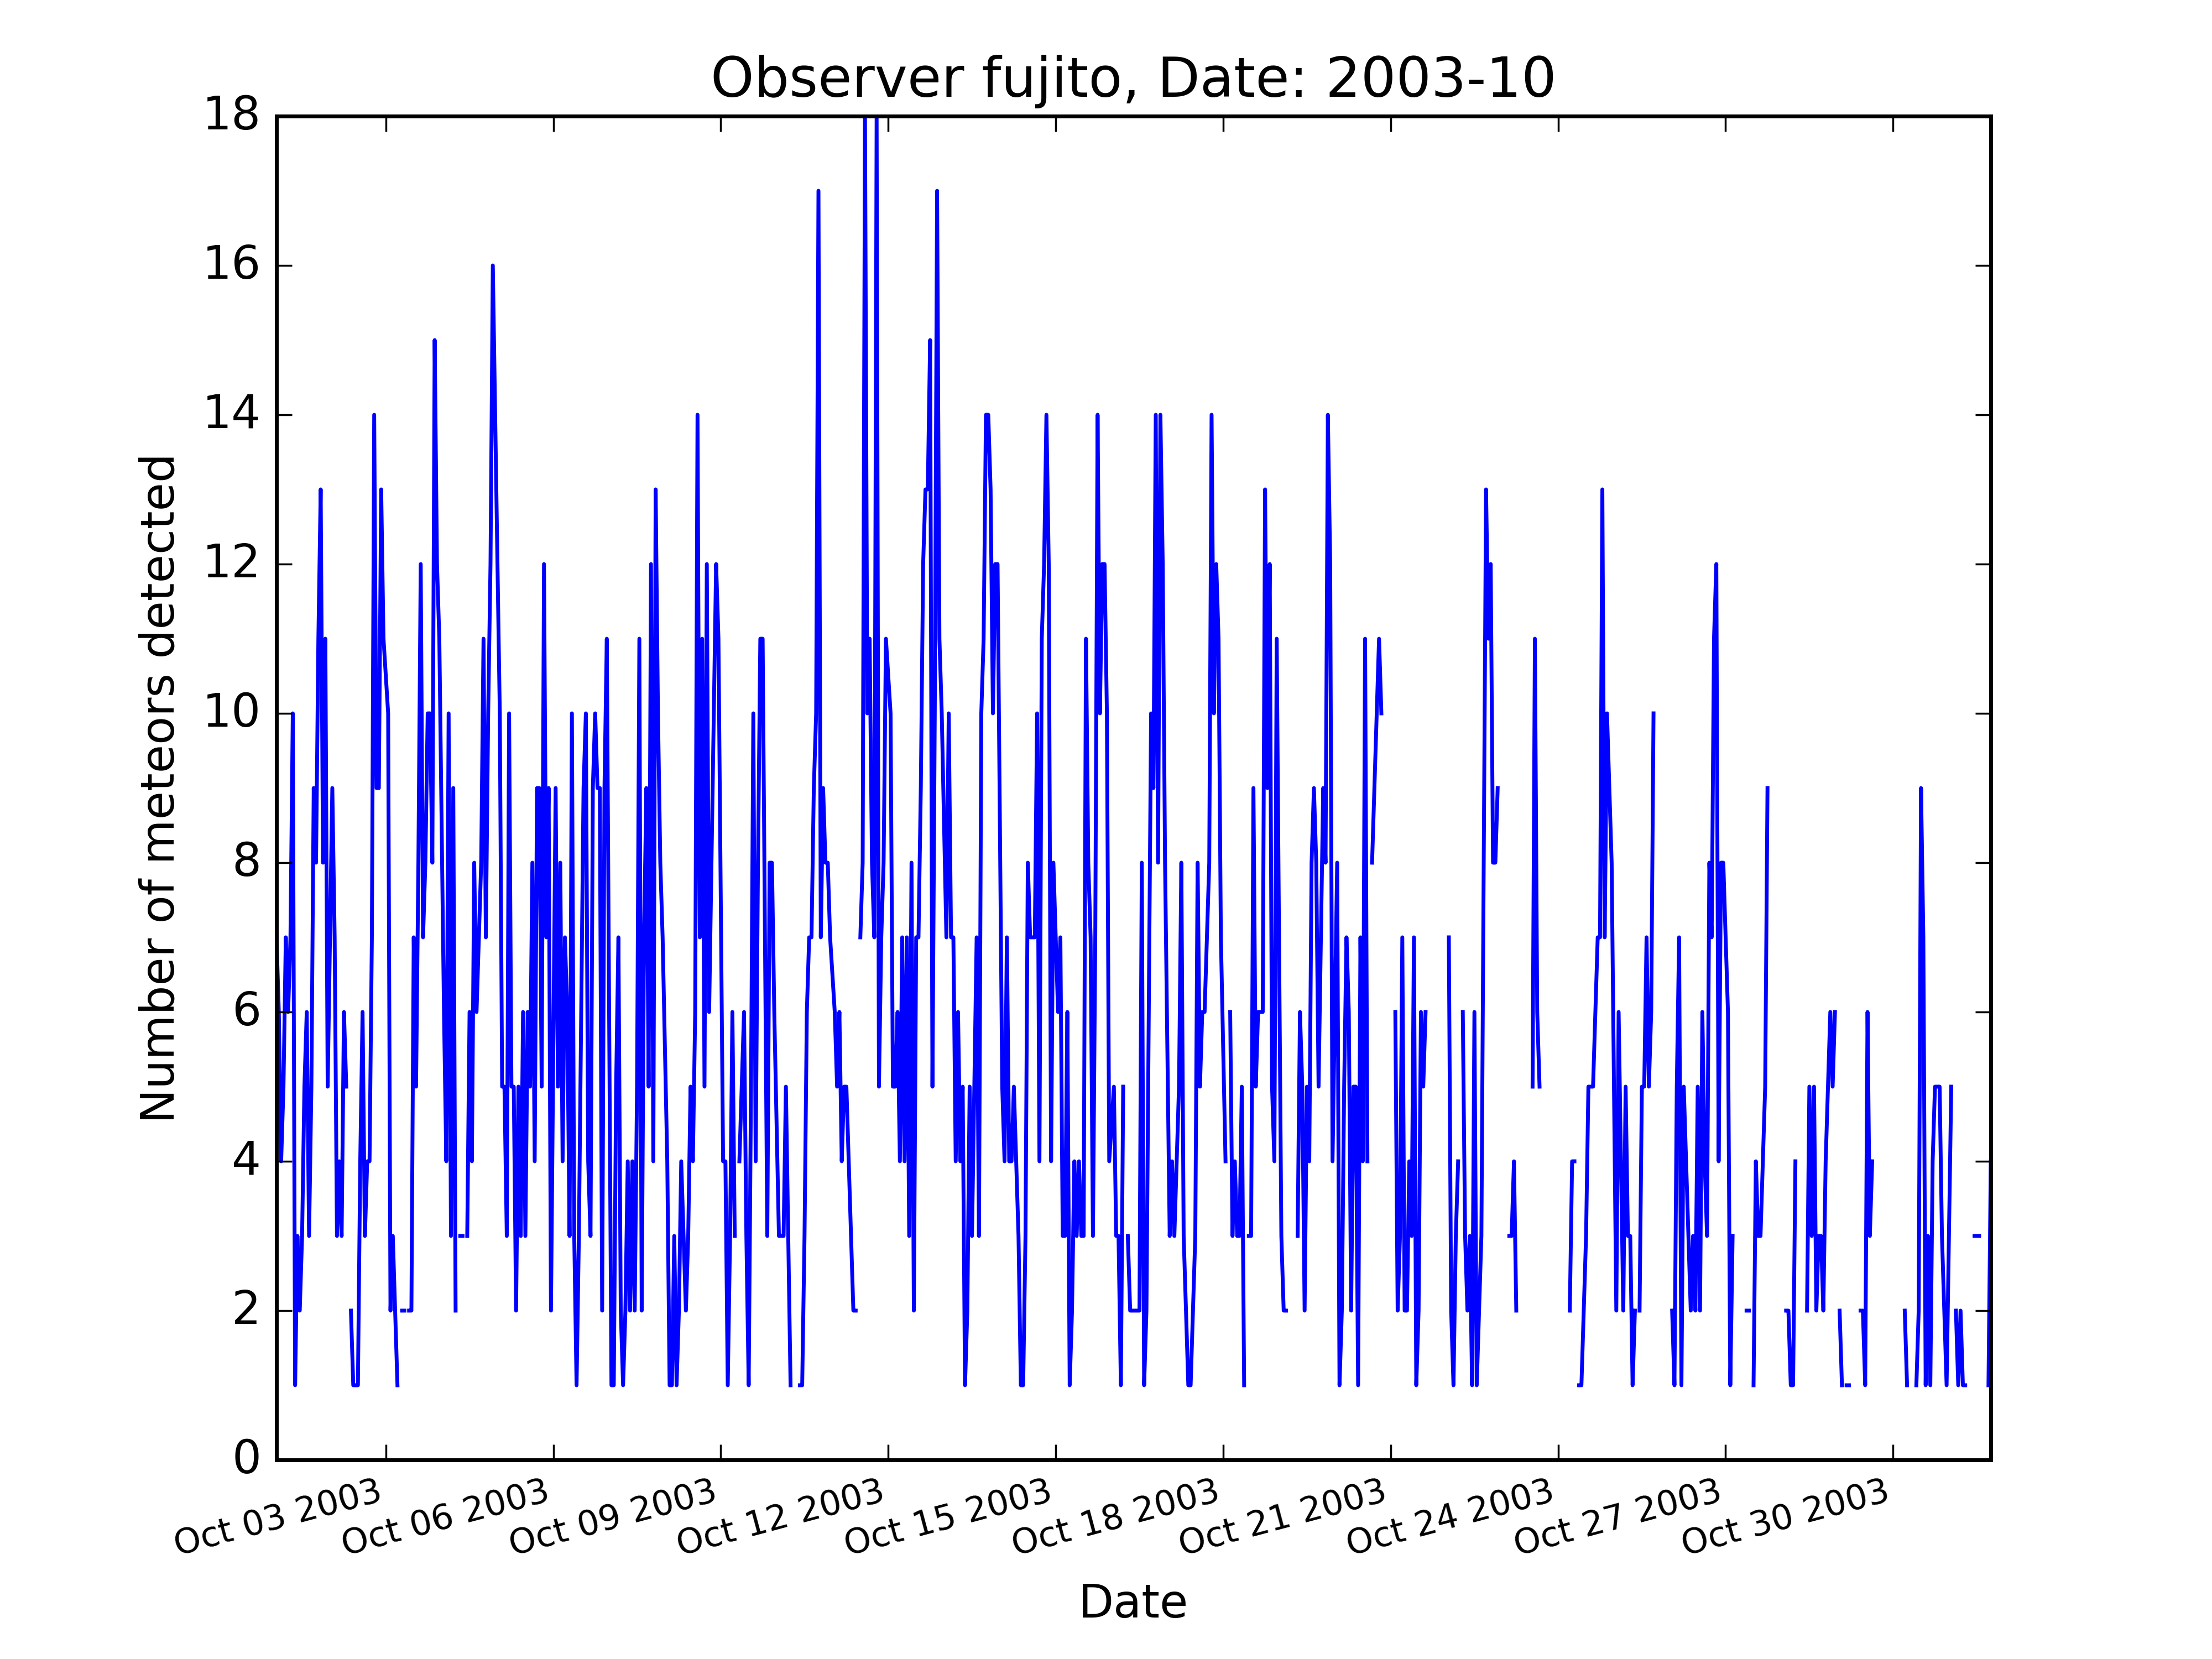 Observer fujito, Date: 2003-10
Number of meteors detected
18
16
14
12
10
8
6
4
2
0
Oct 03 2003
Oct 06 2003
Oct 09 2003
Oct 12 2003
Oct 15 2003
Oct 18 2003
Oct 21 2003
Oct 24 2003
Oct 27 2003
Oct 30 2003
Date